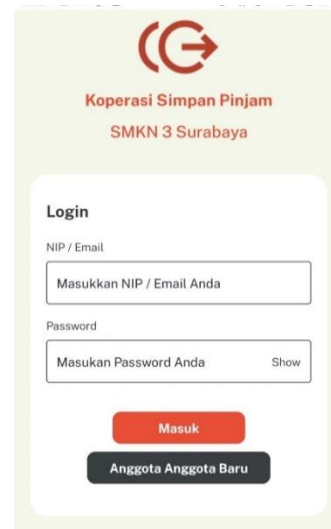 Koperasi Simpan Pinjam
SMKN 3 Surabaya
Login
NIP / Email
Masukkan NIP / Email Anda
Password
Masukan Password Anda Show
Masuk
Anggota Anggota Baru